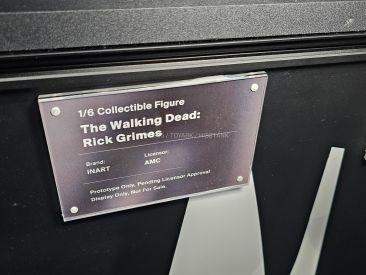 1/6 Collectible Figure
The Walking Dead:
Rick Grimes
Brand:
INART
Licensor:
AMC
Prototype Only, Pending Licensor Approval
Display Only, Not For Sale.